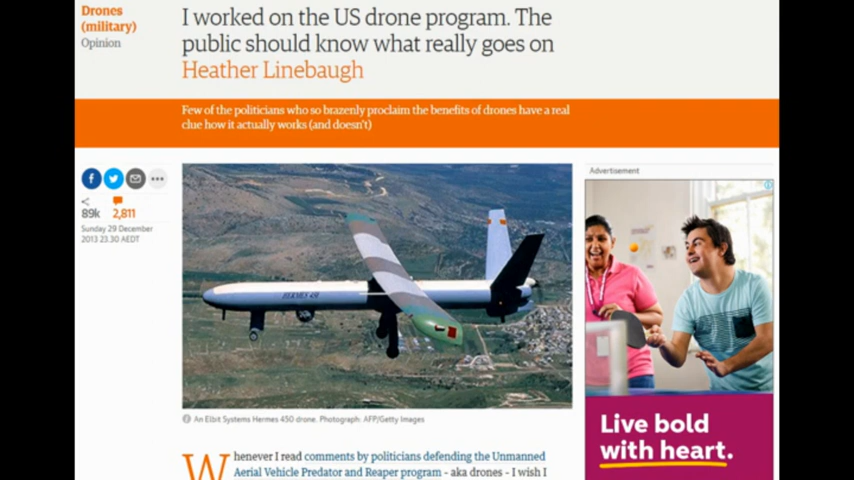 Drones
(military)
Opinion
I worked on the US drone program. The
public should know what really goes on
Heather Linebaugh
Few of the politicians who so brazenly proclaim the benefits of drones have a real
clue how it actually works (and doesn't)
89k 2,811
Sunday 29 December
2013 23.30 AEDT
HERMES 450
An Elbit Systems Hermes 450 drone. Photograph: AFP/Getty Images
Whenever I read comments by politicians defending the Unmanned
Aerial Vehicle Predator and Reaper program - aka drones - I wish I
Advertisement
Live bold
with heart.